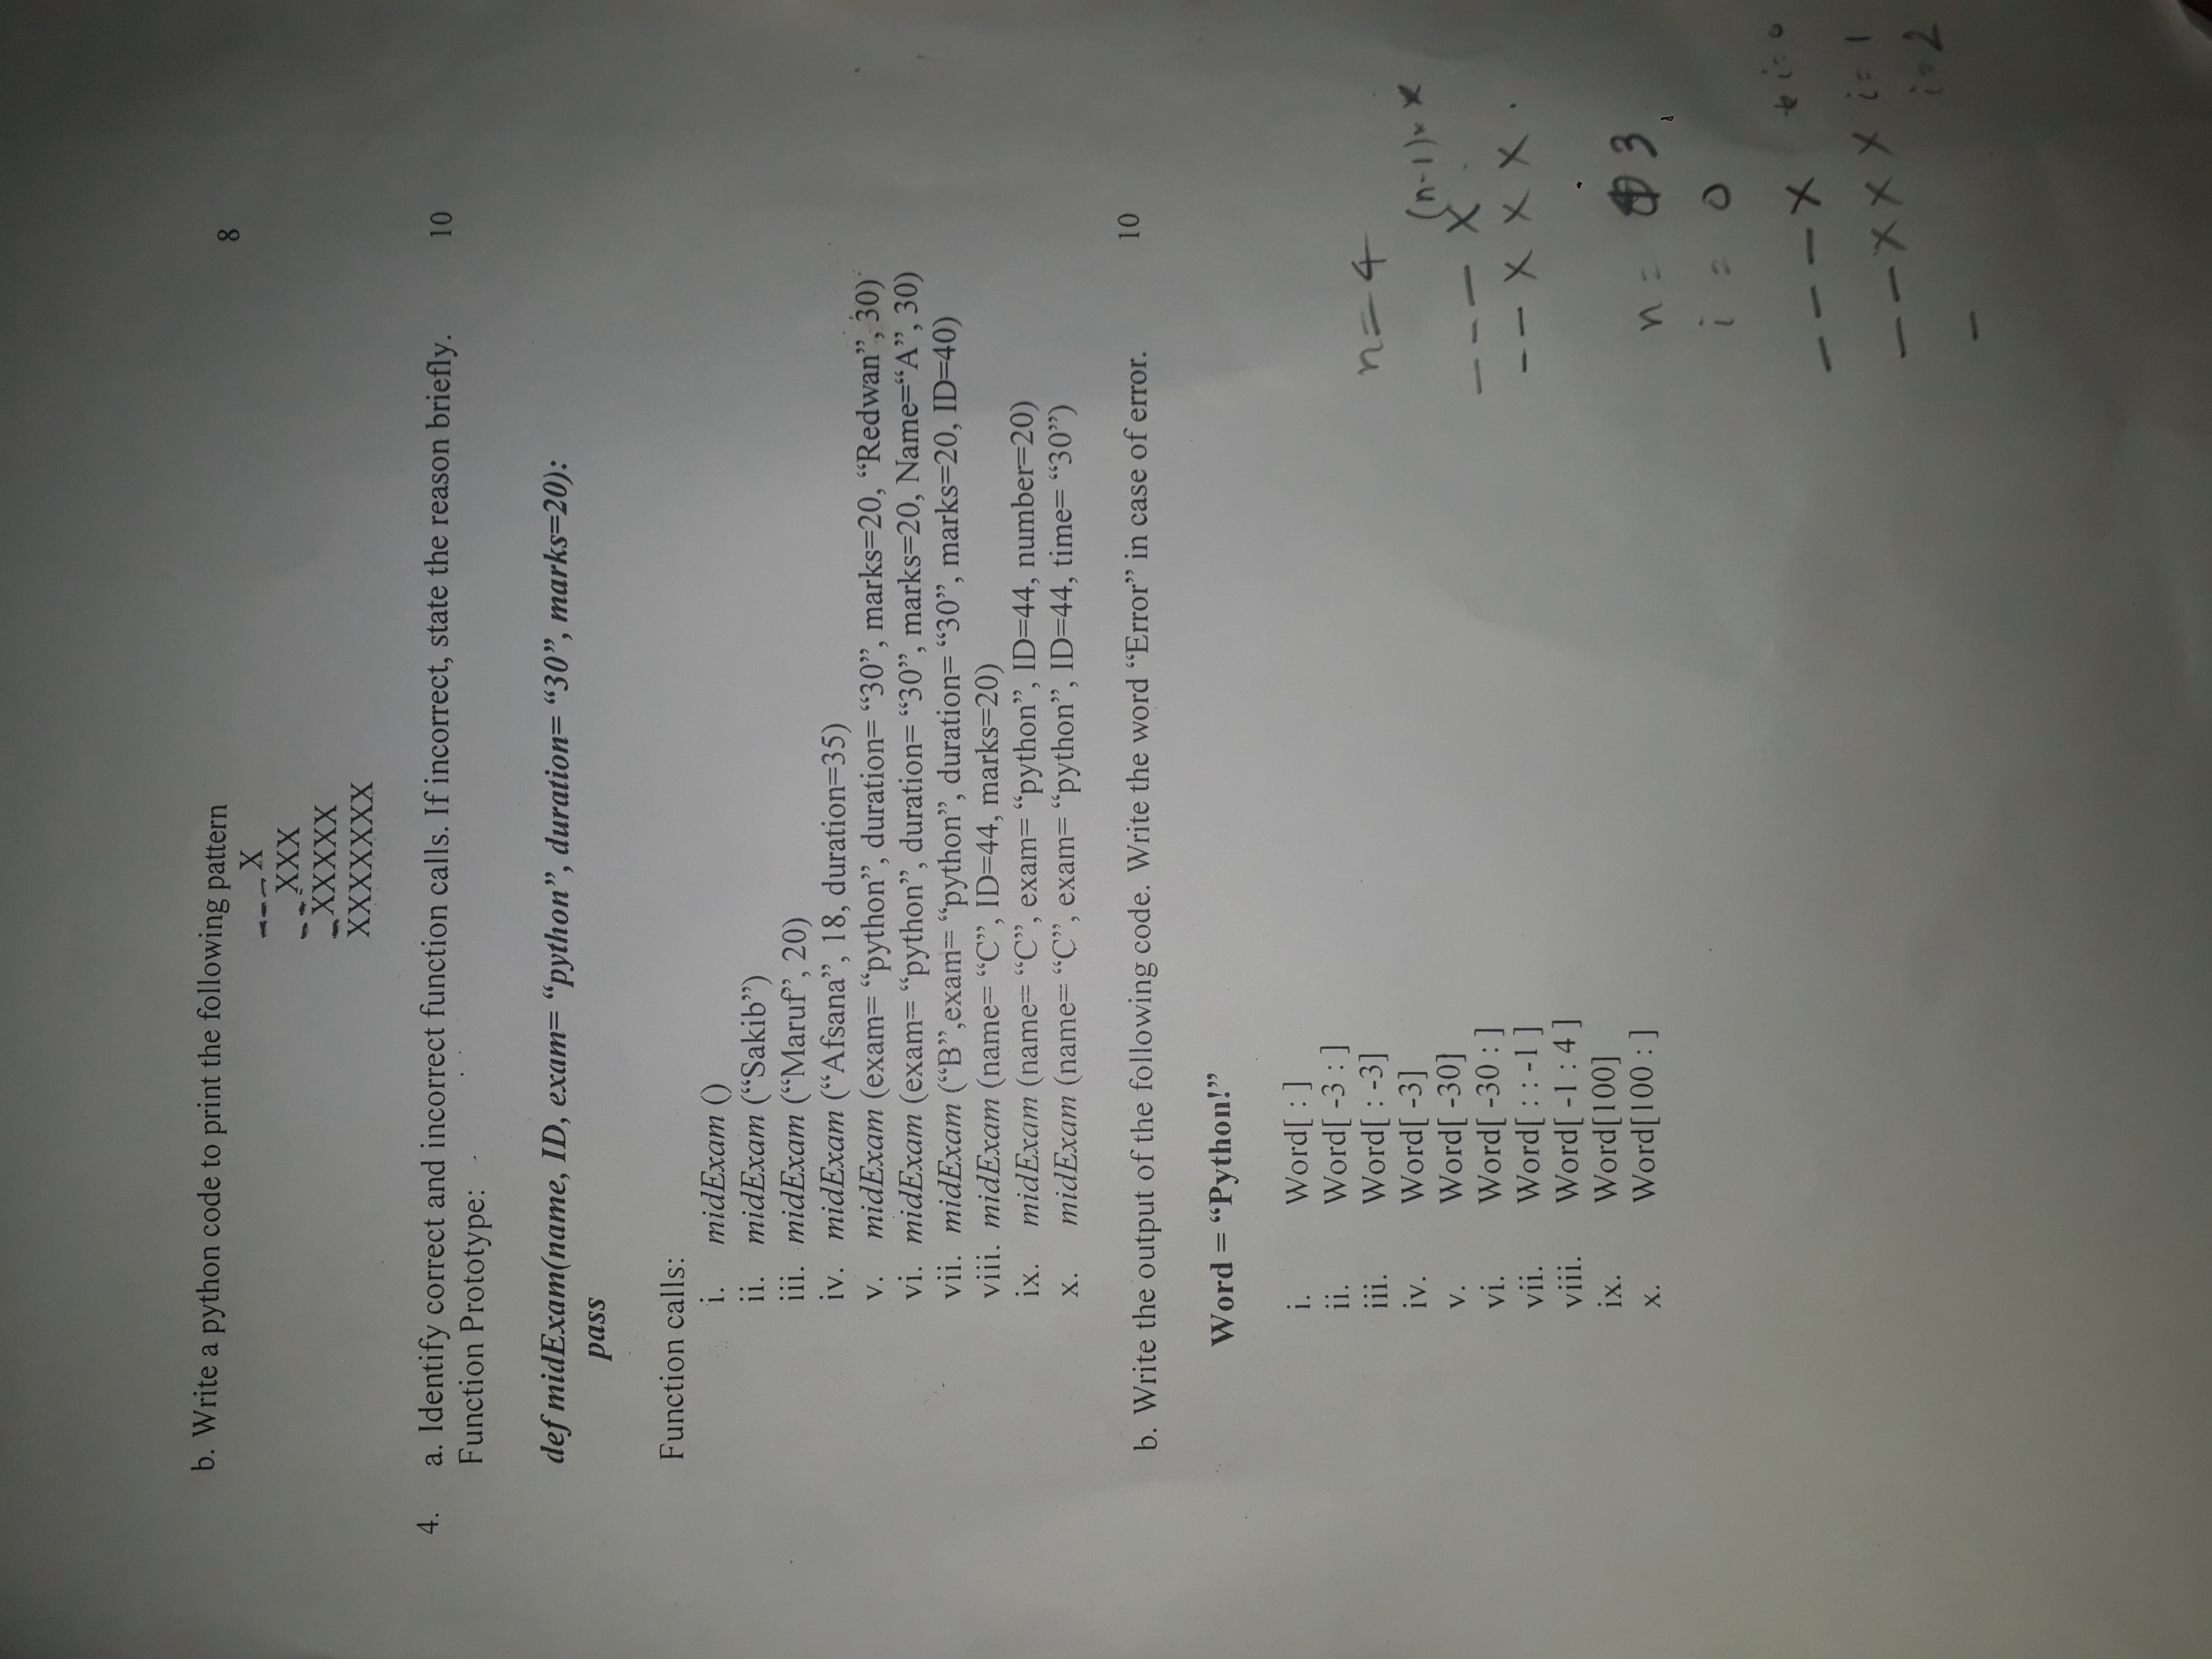 b. Write a python code to print the following pattern
8
___X
__XXX
_XXXXX
XXXXXXX
4. a. Identify correct and incorrect function calls. If incorrect, state the reason briefly. 10
Function Prototype:
def midExam(name, ID, exam= “python”, duration= “30”, marks=20):
pass
Function calls:
i. midExam ()
ii. midExam (“Sakib”)
iii. midExam (“Maruf”, 20)
iv. midExam (“Afsana”, 18, duration=35)
v. midExam (exam= “python”, duration= “30”, marks=20, “Redwan”, 30)
vi. midExam (exam= “python”, duration= “30”, marks=20, Name=“A”, 30)
vii. midExam (“B”,exam= “python”, duration= “30”, marks=20, ID=40)
viii. midExam (name= “C”, ID=44, marks=20)
ix. midExam (name= “C”, exam= “python”, ID=44, number=20)
x. midExam (name= “C”, exam= “python”, ID=44, time= “30”)
b. Write the output of the following code. Write the word “Error” in case of error. 10
Word = “Python!”
i. Word[ : ]
ii. Word[ -3 : ]
iii. Word[ : -3]
iv. Word[ -3]
v. Word[ -30]
vi. Word[ -30 : ]
vii. Word[ : : -1 ]
viii. Word[ -1 : 4 ]
ix. Word[100]
x. Word[100 : ]
n=4
(n-1)× X
---X
--XXX
n = 3
i = 0
---X i=0
--XXX i=1
i=2
-